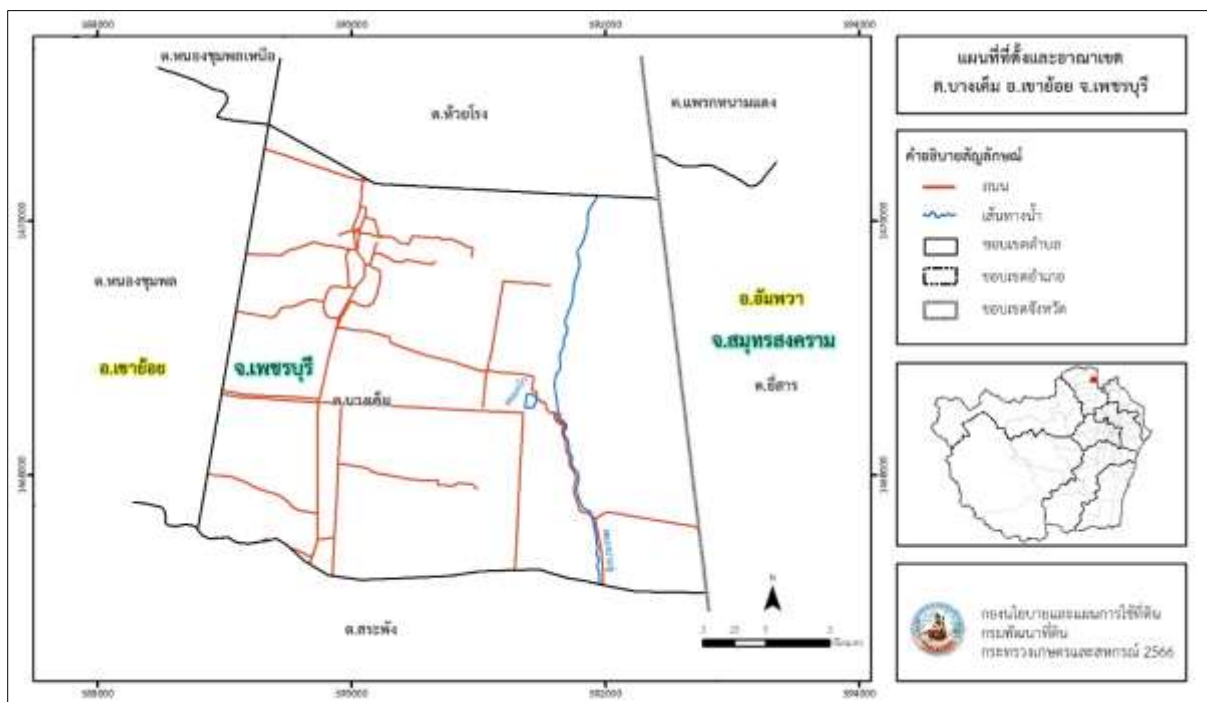 588000 590000 592000 594000
ต.หนองชุมพลเหนือ
ต.ห้วยโรง
ต.แพรกหนามแดง
1470000
1470000
ต.หนองชุมพล
อ.อัมพวา
จ.สมุทรสงคราม
อ.เขาย้อย
จ.เพชรบุรี
ต.ยี่สาร
ต.บางเค็ม
1468000
1468000
ต.สระพัง
N
588000 590000 592000 594000
แผนที่ที่ตั้งและอาณาเขต
ต.บางเค็ม อ.เขาย้อย จ.เพชรบุรี
คำอธิบายสัญลักษณ์
ถนน
เส้นทางน้ำ
ขอบเขตตำบล
ขอบเขตอำเภอ
ขอบเขตจังหวัด
กองนโยบายและแผนการใช้ที่ดิน
กรมพัฒนาที่ดิน
กระทรวงเกษตรและสหกรณ์ 2566